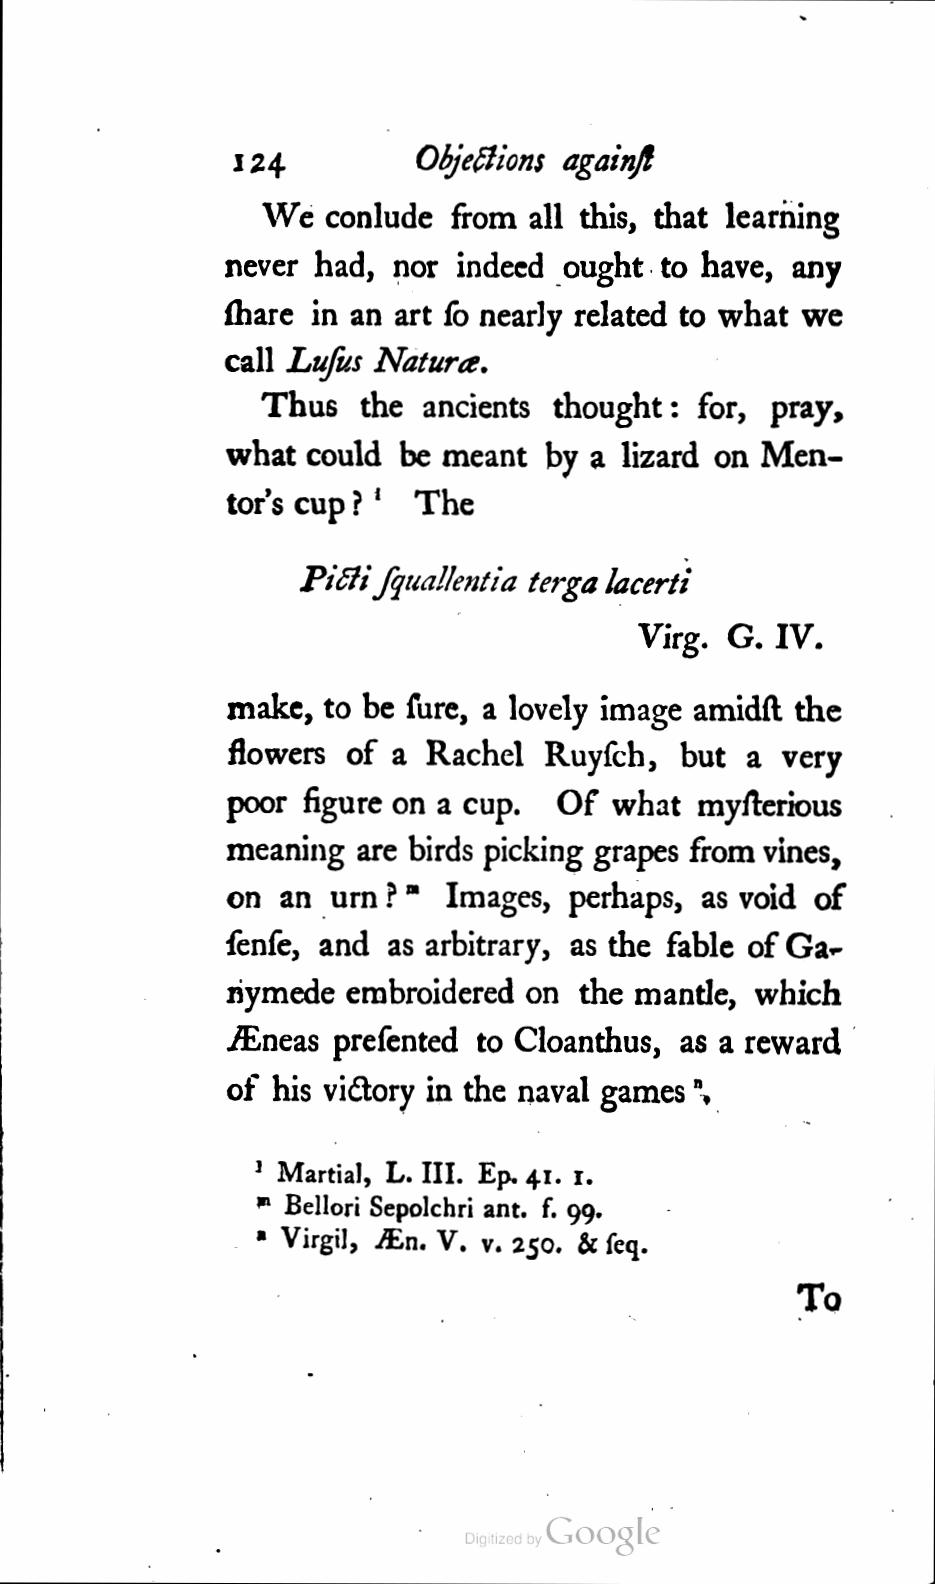 124 Objections againſt
We conlude from all this, that learning
never had, nor indeed ought to have, any
ſhare in an art ſo nearly related to what we
call Luſus Naturæ.
Thus the ancients thought: for, pray,
what could be meant by a lizard on Men-
tor's cup? ˡ The
Picti ſquallentia terga lacerti
Virg. G. IV.
make, to be ſure, a lovely image amidſt the
flowers of a Rachel Ruyſch, but a very
poor figure on a cup. Of what myſterious
meaning are birds picking grapes from vines,
on an urn? ᵐ Images, perhaps, as void of
ſenſe, and as arbitrary, as the fable of Ga-
nymede embroidered on the mantle, which
Æneas preſented to Cloanthus, as a reward
of his victory in the naval games ⁿ.
ˡ Martial, L. III. Ep. 41. 1.
ᵐ Bellori Sepolchri ant. f. 99.
ⁿ Virgil, Æn. V. v. 250. & ſeq.
To
Digitized by Google